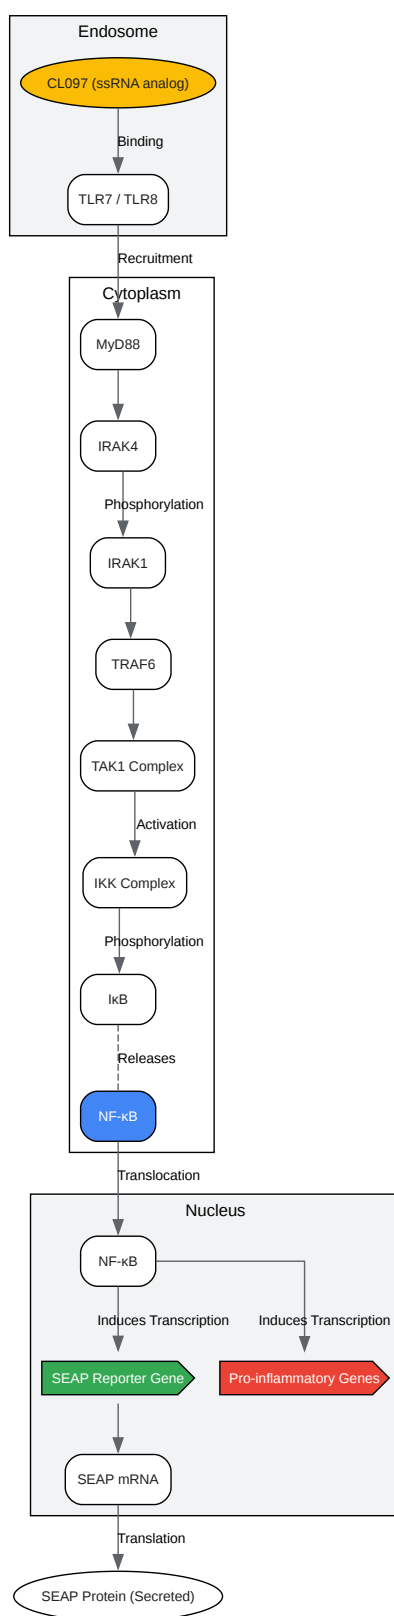 Endosome
CL097 (ssRNA analog)
Binding
TLR7 / TLR8
Recruitment
Cytoplasm
MyD88
IRAK4
Phosphorylation
IRAK1
TRAF6
TAK1 Complex
Activation
IKK Complex
Phosphorylation
IκB
Releases
NF-κB
Translocation
Nucleus
NF-κB
Induces Transcription
Induces Transcription
SEAP Reporter Gene
Pro-inflammatory Genes
SEAP mRNA
Translation
SEAP Protein (Secreted)